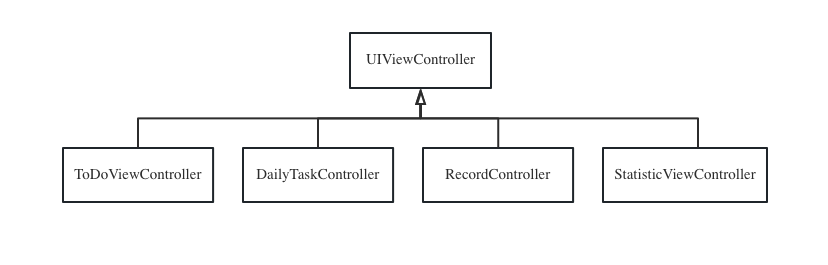 UIViewController
ToDoViewController
DailyTaskController
RecordController
StatisticViewController